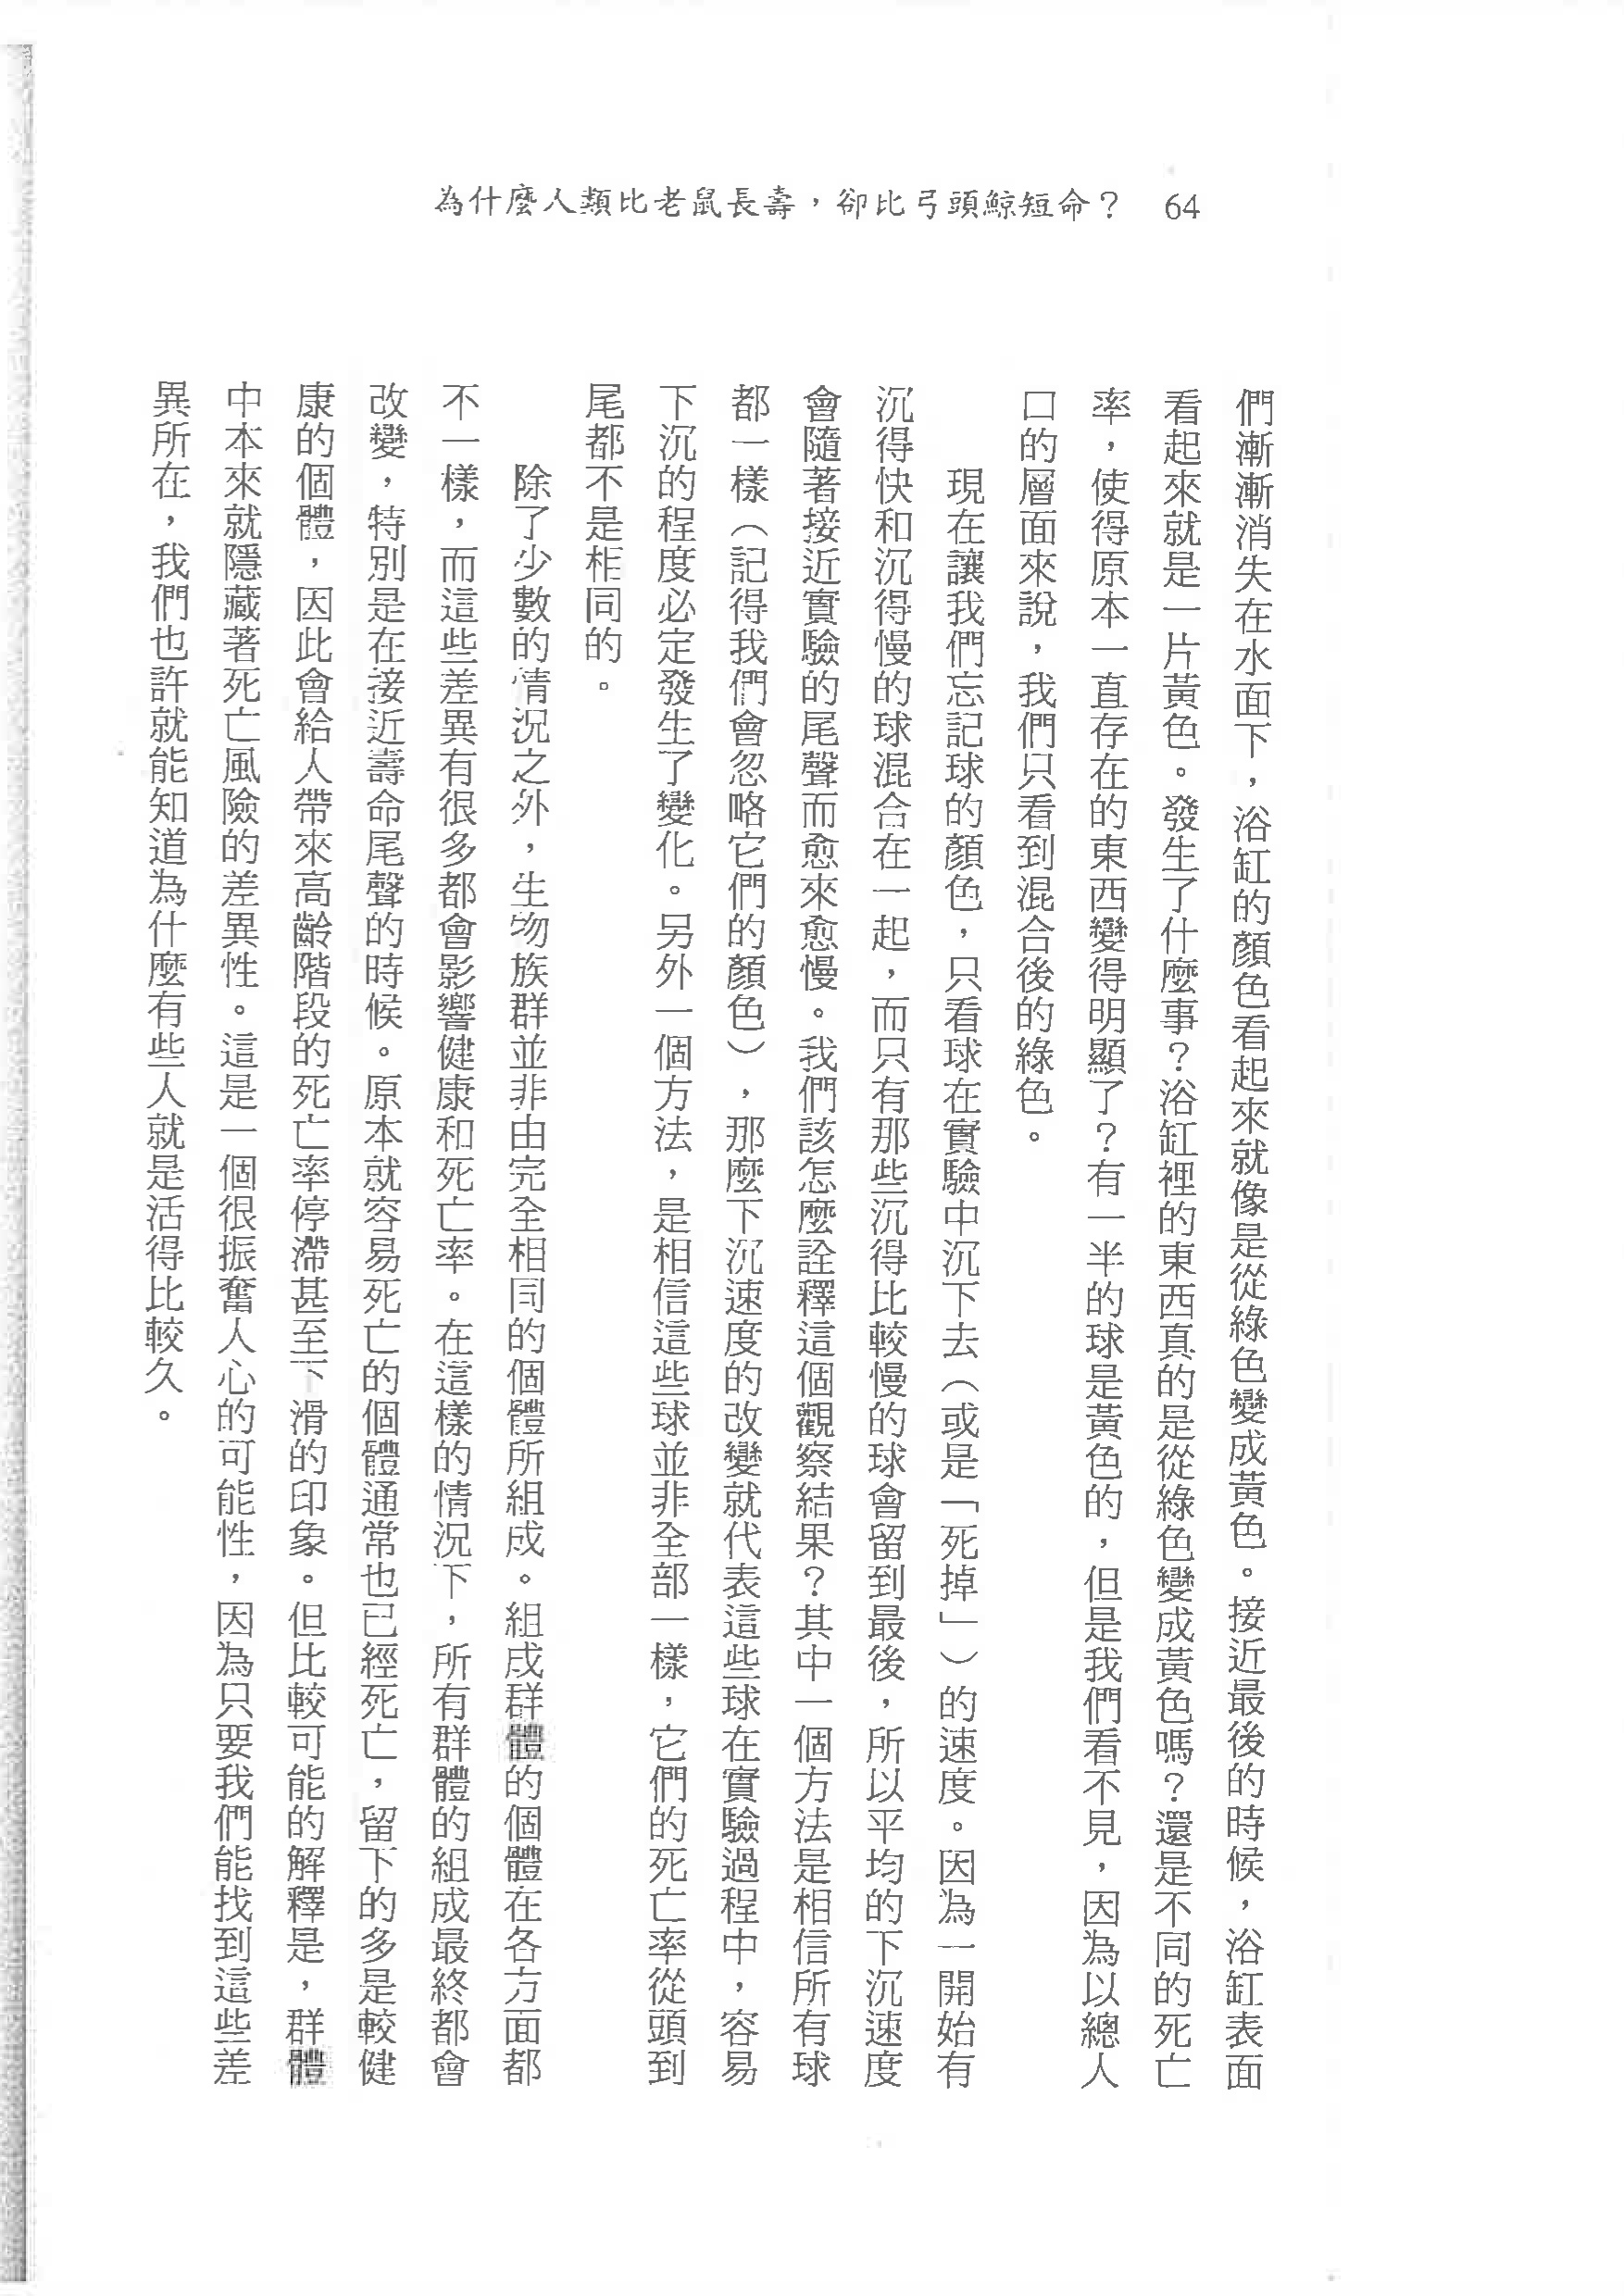 為什麼人類比老鼠長壽，卻比弓頭鯨短命？ 64
們漸漸消失在水面下，浴缸的顏色看起來就像是從綠色變成黃色。接近最後的時候，浴缸表面
看起來就是一片黃色。發生了什麼事？浴缸裡的東西真的是從綠色變成黃色嗎？還是不同的死亡
率，使得原本一直存在的東西變得明顯了？有一半的球是黃色的，但是我們看不見，因為以總人
口的層面來說，我們只看到混合後的綠色。
現在讓我們忘記球的顏色，只看球在實驗中沉下去（或是「死掉」）的速度。因為一開始有
沉得快和沉得慢的球混合在一起，而只有那些沉得比較慢的球會留到最後，所以平均的下沉速度
會隨著接近實驗的尾聲而愈來愈慢。我們該怎麼詮釋這個觀察結果？其中一個方法是相信所有球
都一樣（記得我們會忽略它們的顏色），那麼下沉速度的改變就代表這些球在實驗過程中，容易
下沉的程度必定發生了變化。另外一個方法，是相信這些球並非全部一樣，它們的死亡率從頭到
尾都不是相同的。
除了少數的情況之外，生物族群並非由完全相同的個體所組成。組成群體的個體在各方面都
不一樣，而這些差異有很多都會影響健康和死亡率。在這樣的情況下，所有群體的組成最終都會
改變，特別是在接近壽命尾聲的時候。原本就容易死亡的個體通常也已經死亡，留下的多是較健
康的個體，因此會給人帶來高齡階段的死亡率停滯甚至下滑的印象。但比較可能的解釋是，群體
中本來就隱藏著死亡風險的差異性。這是一個很振奮人心的可能性，因為只要我們能找到這些差
異所在，我們也許就能知道為什麼有些人就是活得比較久。